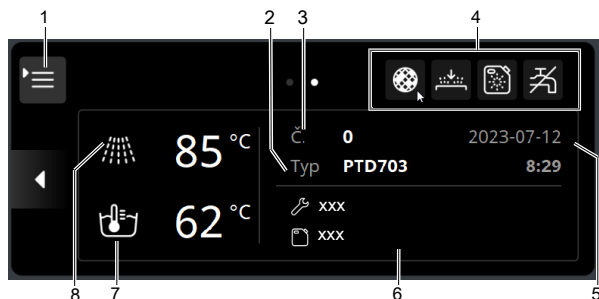 1 2 3 4
85 °C
62 °C
Č. 0 2023-07-12
Typ PTD703 8:29
xxx
xxx
8 7 6 5